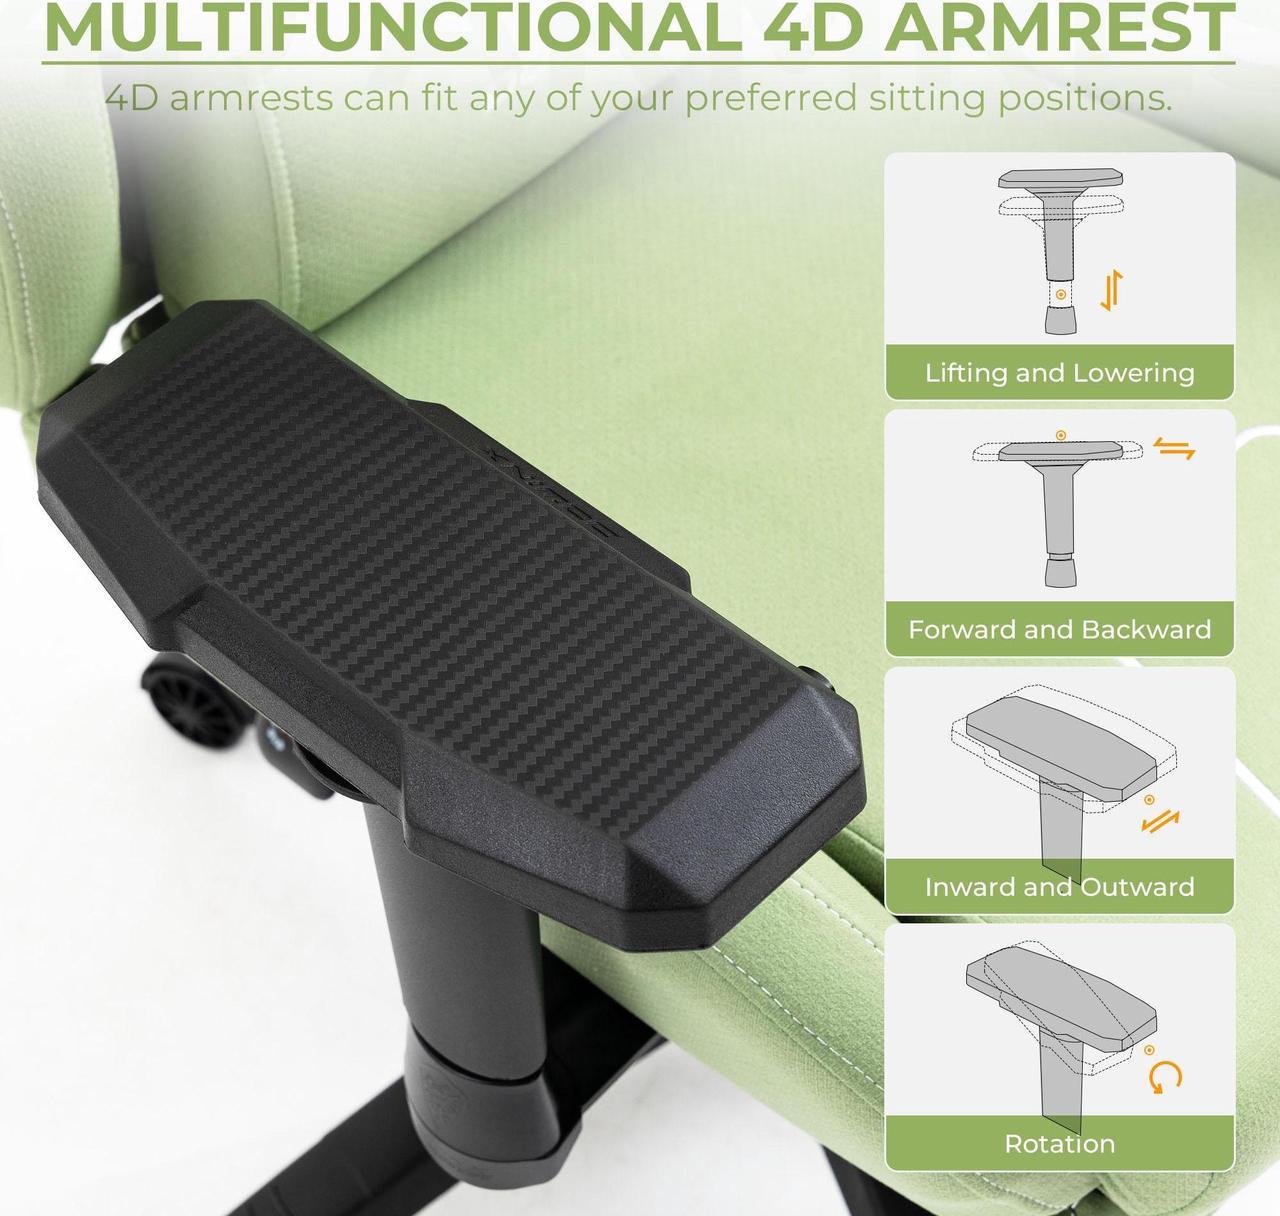 MULTIFUNCTIONAL 4D ARMREST
4D armrests can fit any of your preferred sitting positions.
Lifting and Lowering
Forward and Backward
Inward and Outward
Rotation